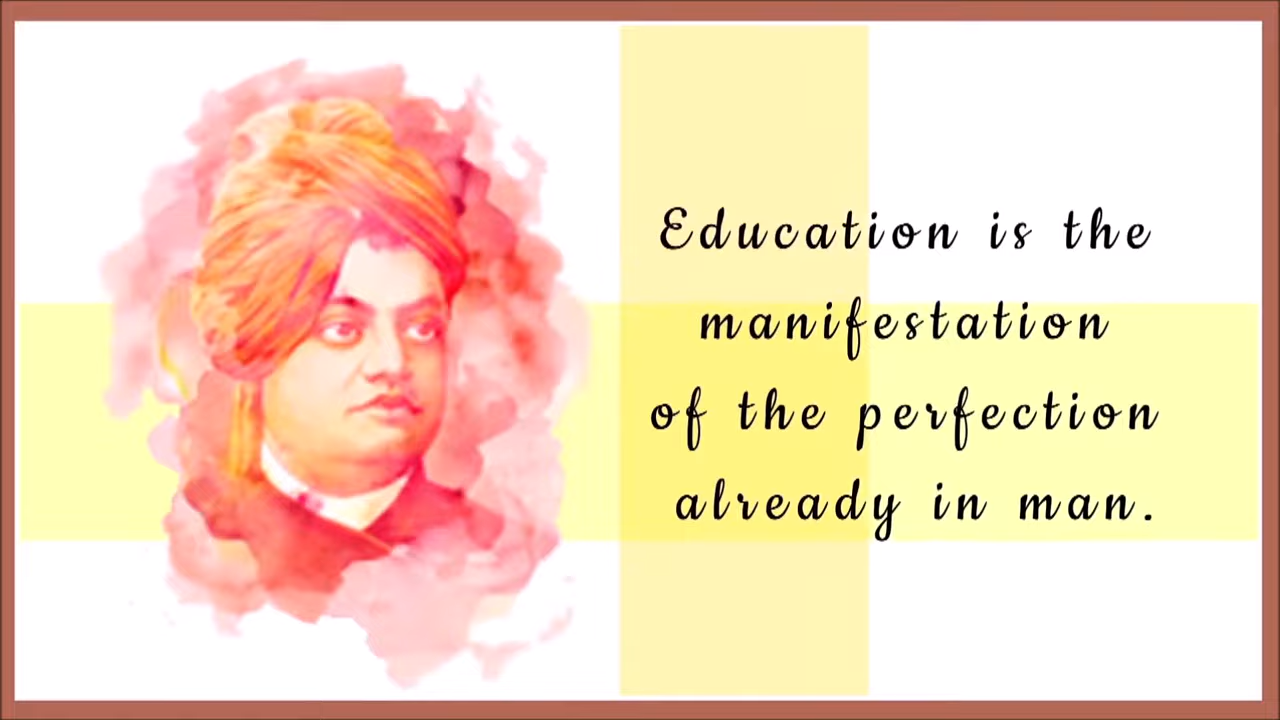 Education is the
manifestation
of the perfection
already in man.